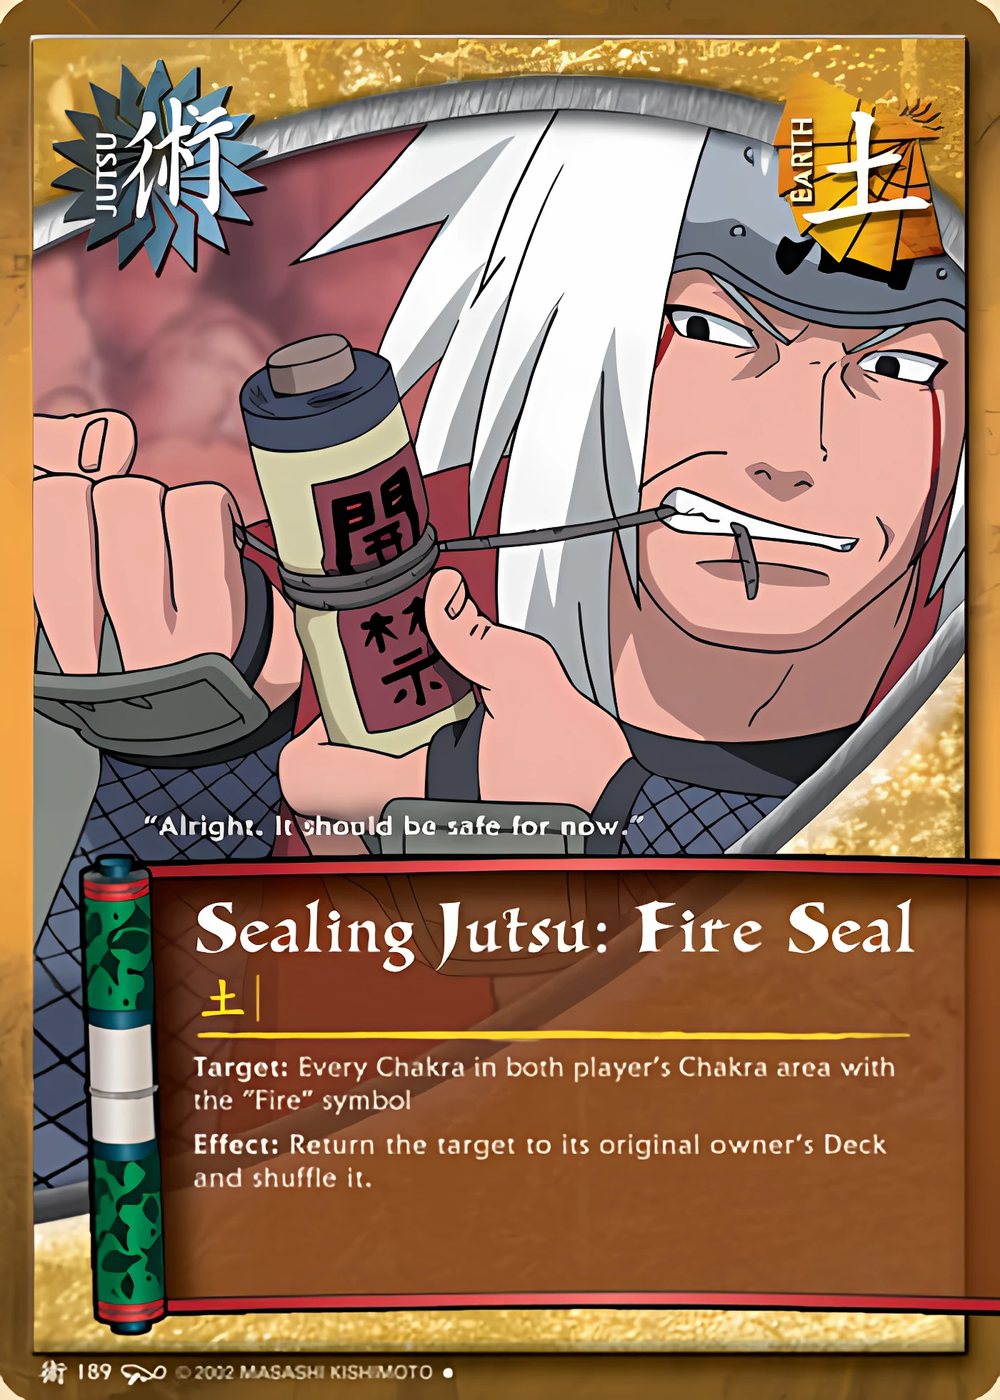 JUTSU
術
EARTH
土
開
禁
"Alright. It should be safe for now."
Sealing Jutsu: Fire Seal
土
Target: Every Chakra in both player's Chakra area with
the "Fire" symbol
Effect: Return the target to its original owner's Deck
and shuffle it.
術 189 © 2002 MASASHI KISHIMOTO